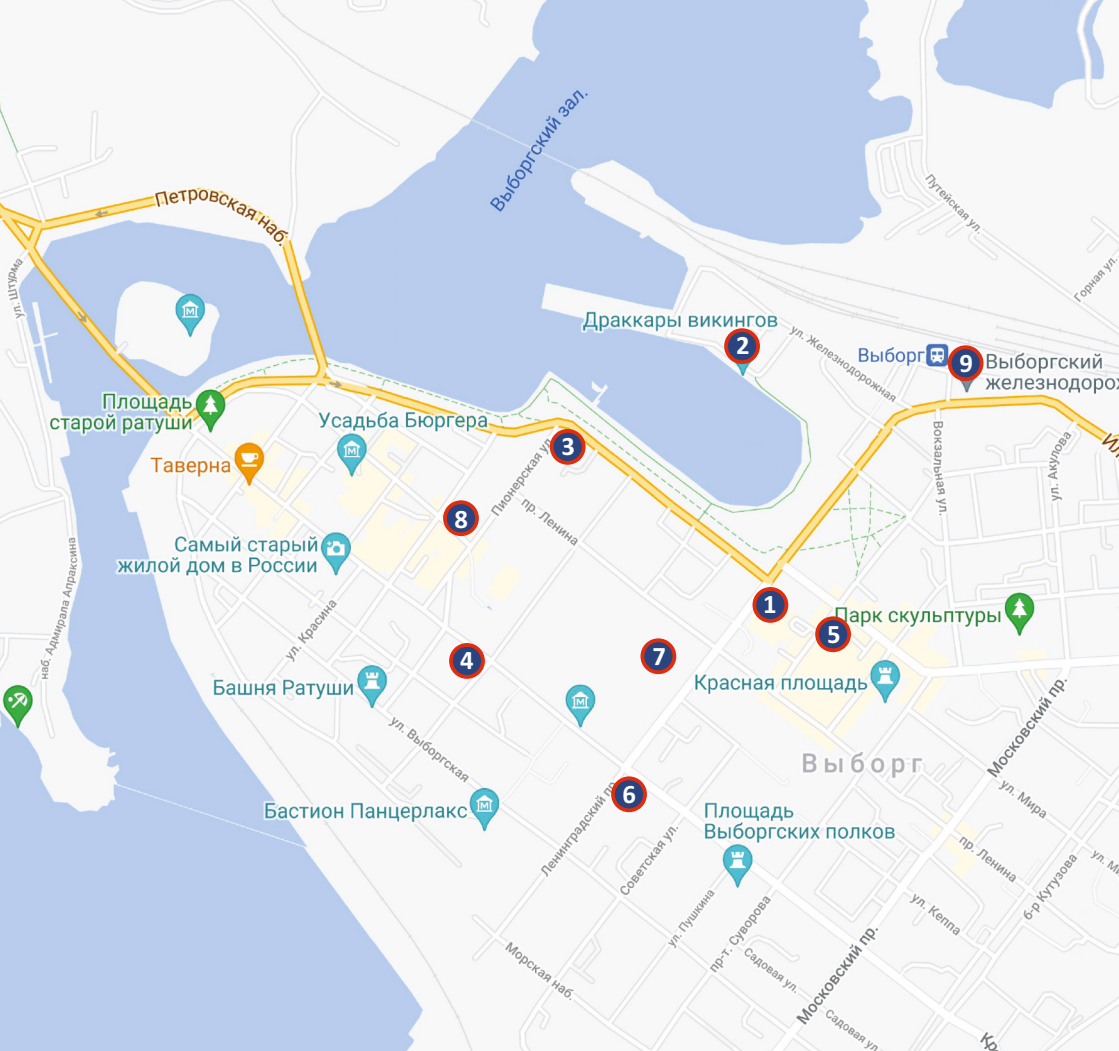 Выборгский зал.
Путейская ул.
Петровская наб.
Горная ул.
ул. Штурма
Драккары викингов
2
ул. Железнодорожная
Выборг
9
Выборгский
железнодорож
Площадь
старой ратуши
Усадьба Бюргера
3
Таверна
Пионерская ул.
Вокзальная ул.
ул. Акулова
8
пр. Ленина
Самый старый
жилой дом в России
наб. Адмирала Апраксина
ул. Красина
1
Парк скульптуры
5
4
7
Башня Ратуши
Красная площадь
ул. Выборгская
Московский пр.
Выборг
6
Ленинградский пр.
ул. Мира
Бастион Панцерлакс
Площадь
Выборгских полков
Советская ул.
пр. Ленина
ул. М
б-р Кутузова
ул. Пушкина
пр-т. Суворова
ул. Кеппа
Морская наб.
Садовая ул.
Московский пр.
Садовая ул.